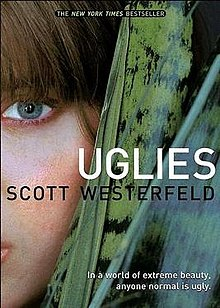 THE NEW YORK TIMES BESTSELLER
UGLIES
SCOTT WESTERFELD
In a world of extreme beauty,
anyone normal is ugly.